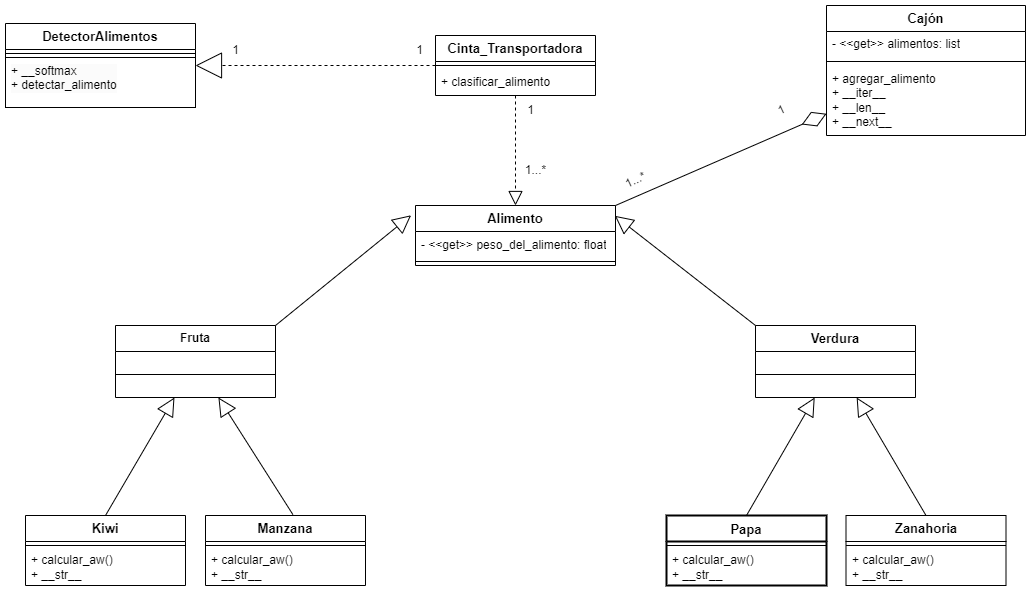 DetectorAlimentos
+ __softmax
+ detectar_alimento
1
1
Cinta_Transportadora
+ clasificar_alimento
Cajón
- <<get>> alimentos: list
+ agregar_alimento
+ __iter__
+ __len__
+ __next__
1
1
1...*
1...*
Alimento
- <<get>> peso_del_alimento: float
Fruta
Verdura
Kiwi
+ calcular_aw()
+ __str__
Manzana
+ calcular_aw()
+ __str__
Papa
+ calcular_aw()
+ __str__
Zanahoria
+ calcular_aw()
+ __str__